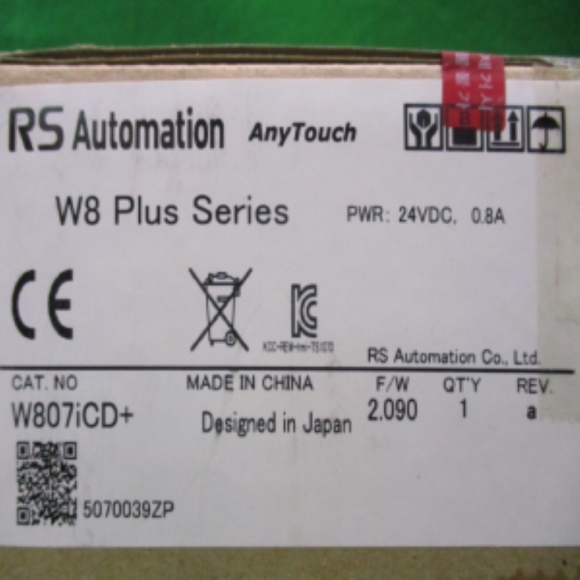 RS Automation AnyTouch
W8 Plus Series PWR: 24VDC, 0.8A
CE
RS Automation Co., Ltd.
CAT. NO MADE IN CHINA F/W QT'Y REV.
W807iCD+ Designed in Japan 2.090 1 a
5070039ZP